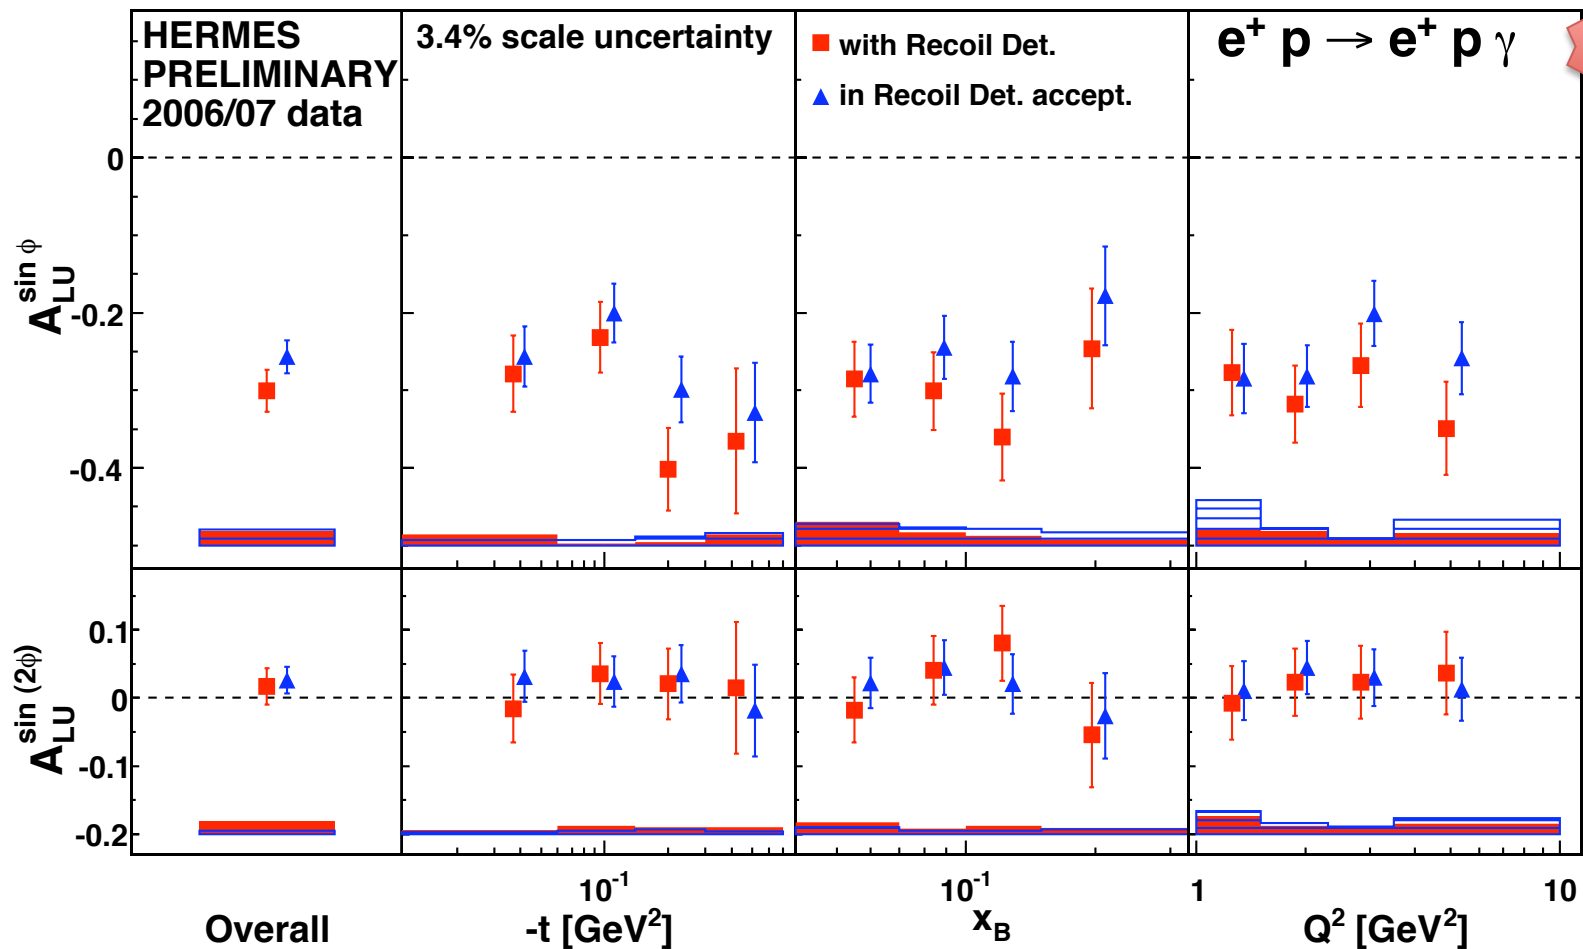 HERMES
PRELIMINARY
2006/07 data
3.4% scale uncertainty
with Recoil Det.
in Recoil Det. accept.
e⁺ p → e⁺ p γ
A_LU^sin ϕ
0
-0.2
-0.4
A_LU^sin (2ϕ)
0.1
0
-0.1
-0.2
10⁻¹
10⁻¹
1
10
Overall
-t [GeV²]
x_B
Q² [GeV²]